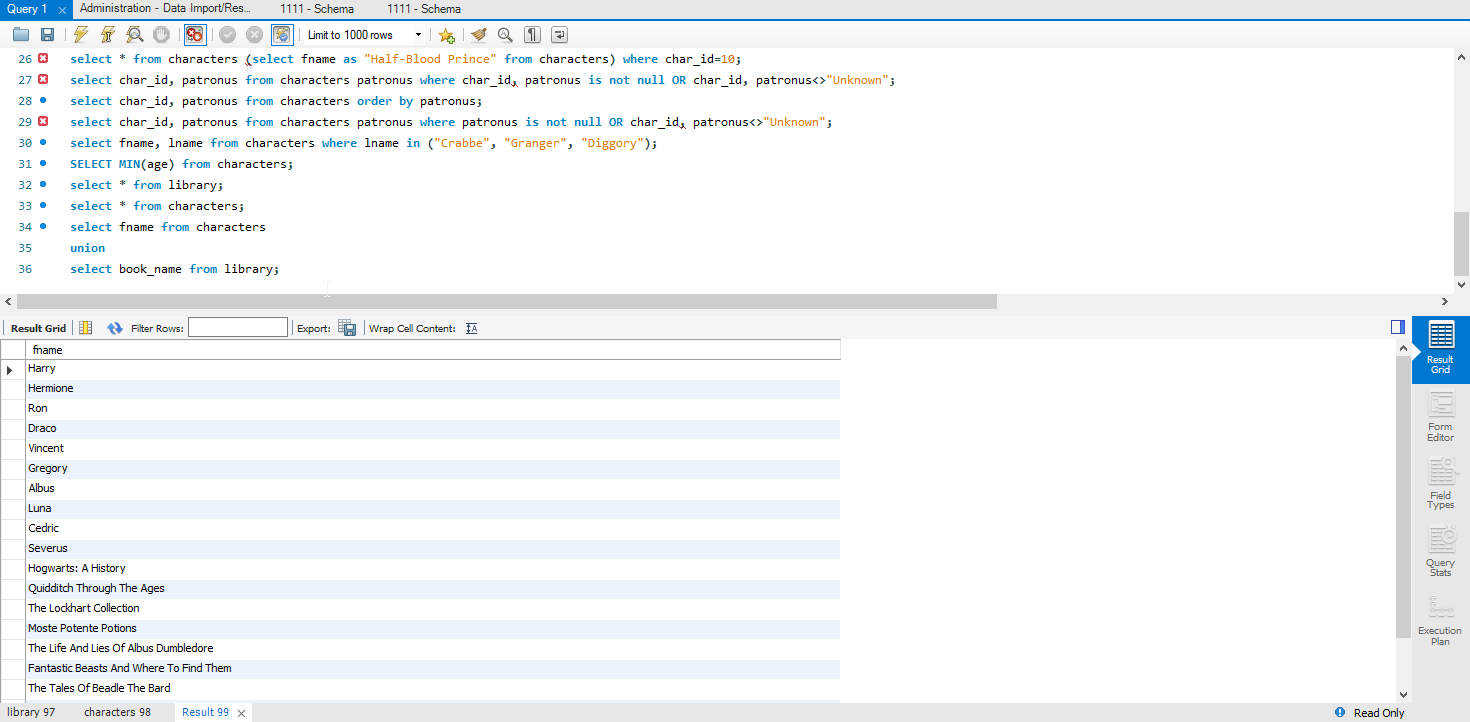 Query 1
Administration - Data Import/Res...
1111 - Schema
1111 - Schema
Limit to 1000 rows
26 select * from characters (select fname as "Half-Blood Prince" from characters) where char_id=10;
27 select char_id, patronus from characters patronus where char_id, patronus is not null OR char_id, patronus<>"Unknown";
28 select char_id, patronus from characters order by patronus;
29 select char_id, patronus from characters patronus where patronus is not null OR char_id, patronus<>"Unknown";
30 select fname, lname from characters where lname in ("Crabbe", "Granger", "Diggory");
31 SELECT MIN(age) from characters;
32 select * from library;
33 select * from characters;
34 select fname from characters
35 union
36 select book_name from library;
Result Grid
Filter Rows:
Export:
Wrap Cell Content:
fname
Harry
Hermione
Ron
Draco
Vincent
Gregory
Albus
Luna
Cedric
Severus
Hogwarts: A History
Quidditch Through The Ages
The Lockhart Collection
Moste Potente Potions
The Life And Lies Of Albus Dumbledore
Fantastic Beasts And Where To Find Them
The Tales Of Beadle The Bard
Result
Grid
Form
Editor
Field
Types
Query
Stats
Execution
Plan
library 97
characters 98
Result 99
Read Only